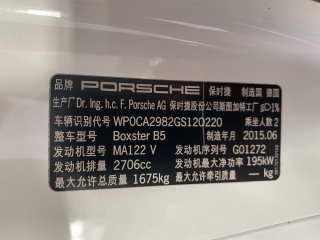 品牌 PORSCHE 保时捷 制造国 德国
生产厂 Dr. Ing. h.c. F. Porsche AG 保时捷股份公司斯图加特工厂 1%
车辆识别代号 WP0CA2982GS120220 乘坐人数 2
整车型号 Boxster B5 制造年月 2015.06
发动机型号 MA122 V 发动机序列号 G01272
发动机排量 2706cc 发动机最大净功率 195kW
最大允许总质量 1675kg 最大允许牵引质量 — kg